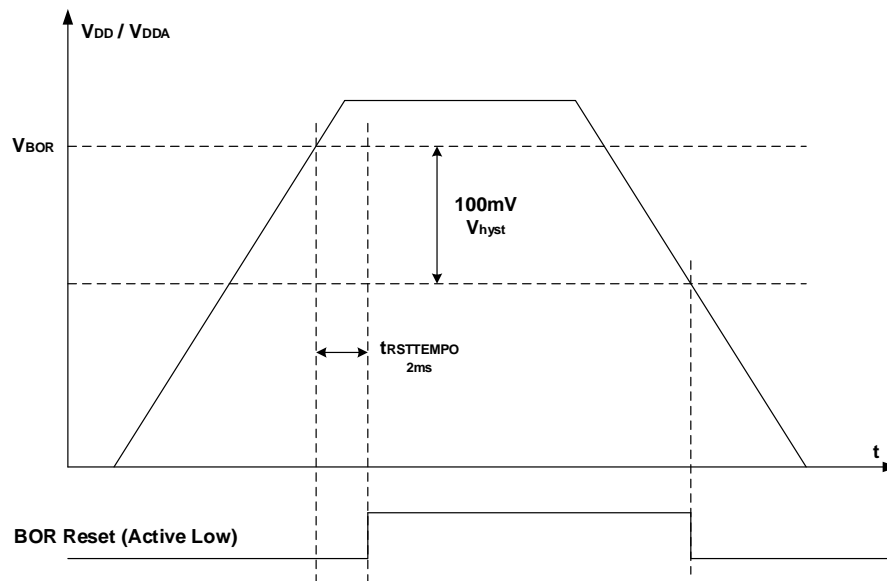 VDD / VDDA
VBOR
100mV
Vhyst
tRSTTEMPO
2ms
t
BOR Reset (Active Low)